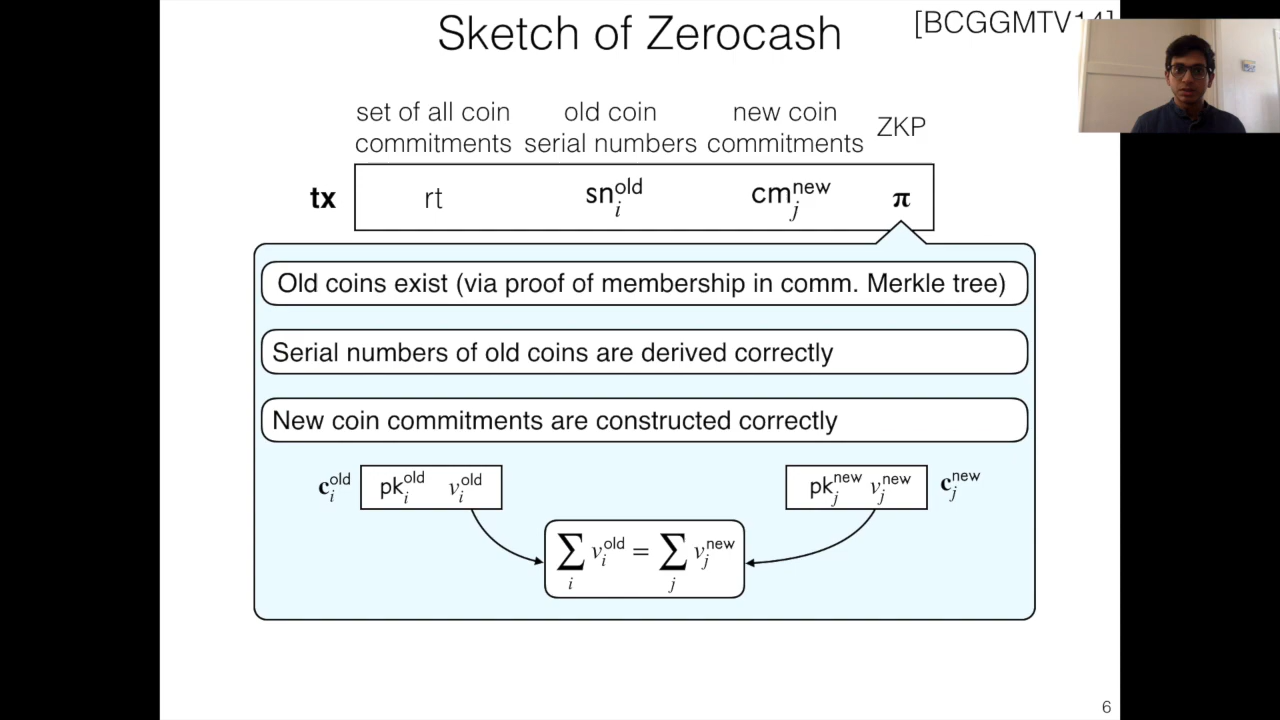 Sketch of Zerocash
[BCGGMTV14]
set of all coin commitments
old coin serial numbers
new coin commitments
ZKP
tx
rt
sn_i^old
cm_j^new
π
Old coins exist (via proof of membership in comm. Merkle tree)
Serial numbers of old coins are derived correctly
New coin commitments are constructed correctly
c_i^old
pk_i^old v_i^old
pk_j^new v_j^new
c_j^new
∑_i v_i^old = ∑_j v_j^new
6